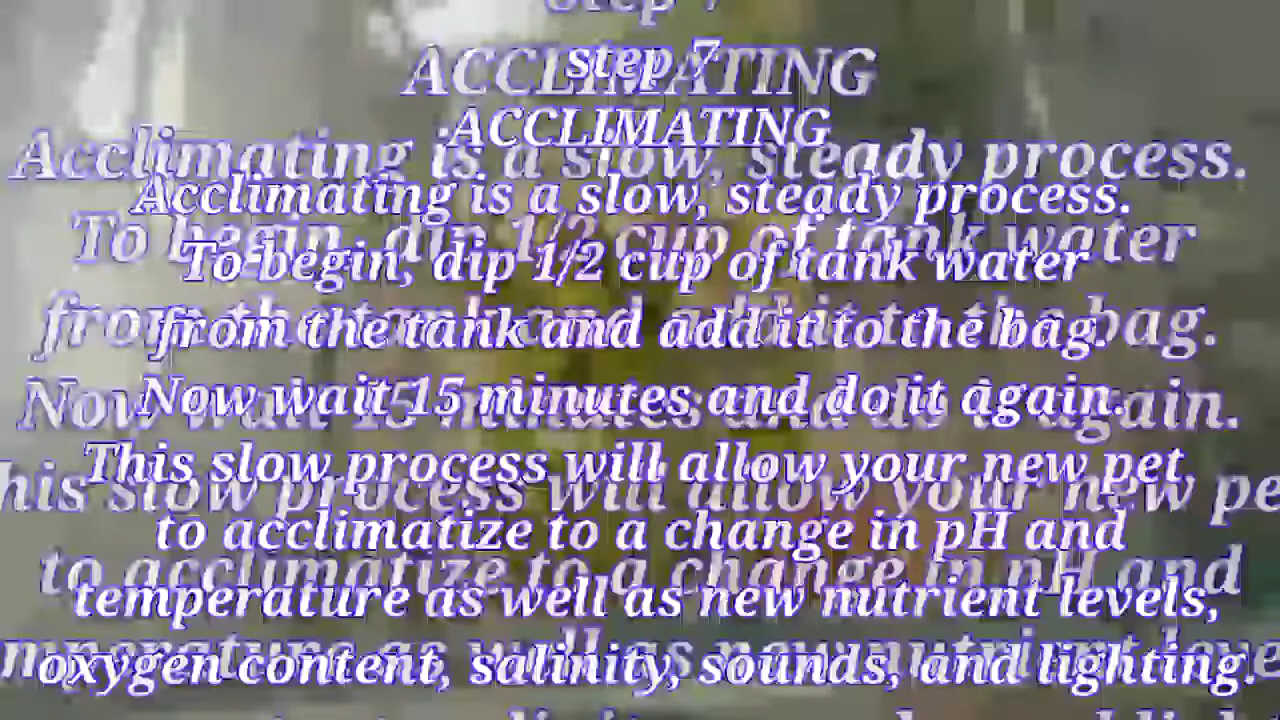 step 7
ACCLIMATING
Acclimating is a slow, steady process.
To begin, dip 1/2 cup of tank water
from the tank and add it to the bag.
Now wait 15 minutes and do it again.
This slow process will allow your new pet
to acclimatize to a change in pH and
temperature as well as new nutrient levels,
oxygen content, salinity, sounds, and lighting.